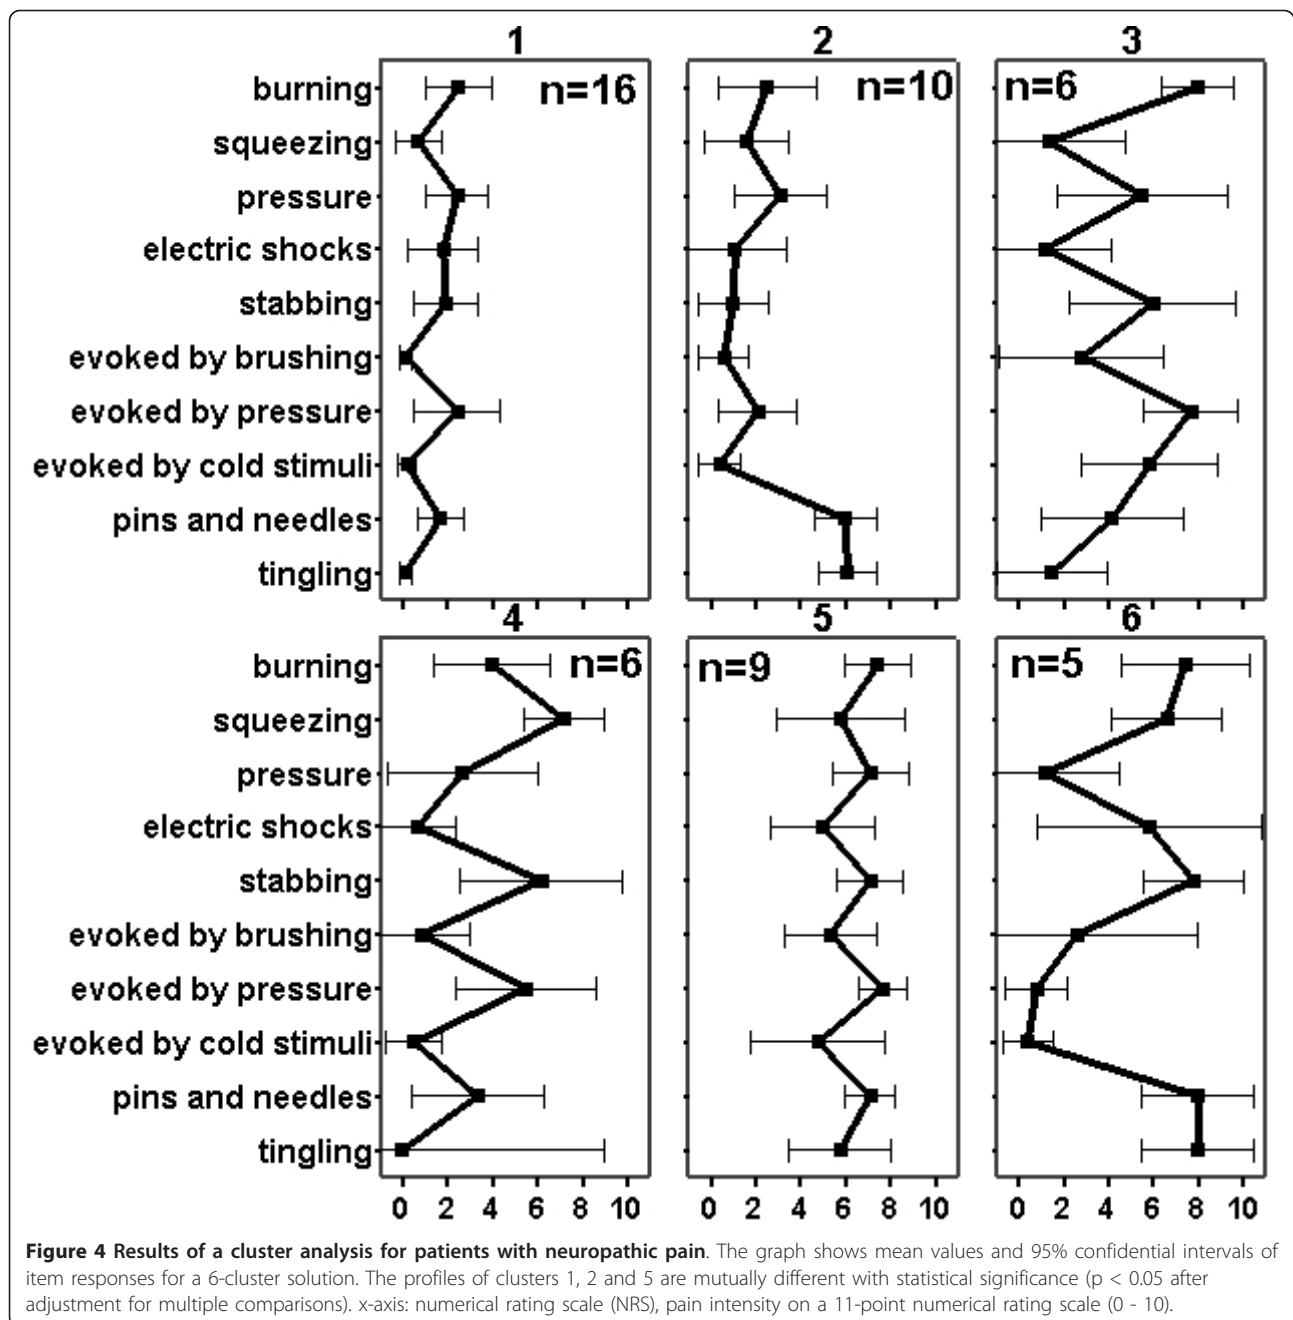 1 2 3
burning n=16 n=10 n=6
squeezing
pressure
electric shocks
stabbing
evoked by brushing
evoked by pressure
evoked by cold stimuli
pins and needles
tingling
4 5 6
burning n=6 n=9 n=5
squeezing
pressure
electric shocks
stabbing
evoked by brushing
evoked by pressure
evoked by cold stimuli
pins and needles
tingling
0 2 4 6 8 10 0 2 4 6 8 10 0 2 4 6 8 10
Figure 4 Results of a cluster analysis for patients with neuropathic pain. The graph shows mean values and 95% confidential intervals of
item responses for a 6-cluster solution. The profiles of clusters 1, 2 and 5 are mutually different with statistical significance (p < 0.05 after
adjustment for multiple comparisons). x-axis: numerical rating scale (NRS), pain intensity on a 11-point numerical rating scale (0 - 10).